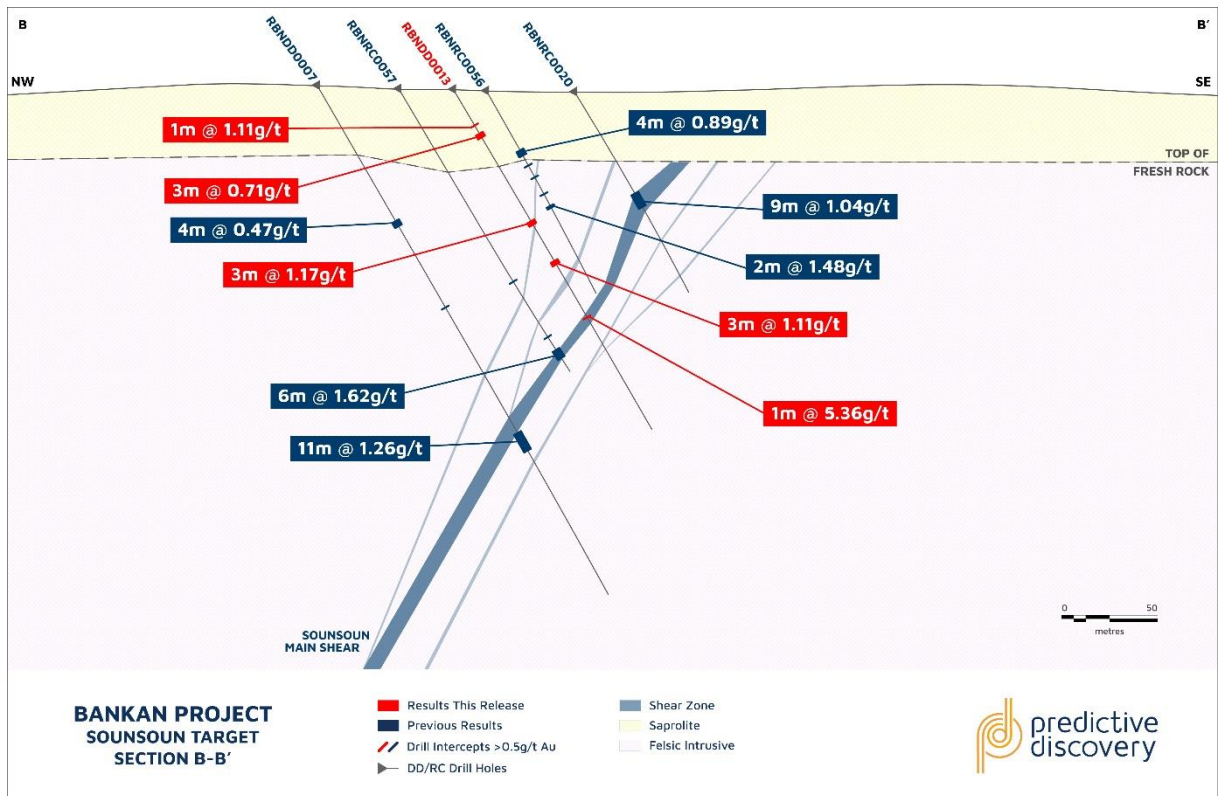 B
B'
NW
SE
RBNDD0007
RBNRC0057
RBNDD0013
RBNRC0056
RBNRC0020
1m @ 1.11g/t
4m @ 0.89g/t
TOP OF
FRESH ROCK
3m @ 0.71g/t
9m @ 1.04g/t
4m @ 0.47g/t
3m @ 1.17g/t
2m @ 1.48g/t
3m @ 1.11g/t
6m @ 1.62g/t
1m @ 5.36g/t
11m @ 1.26g/t
0 50
metres
SOUNSOUN
MAIN SHEAR
BANKAN PROJECT
SOUNSOUN TARGET
SECTION B-B'
Results This Release
Previous Results
Drill Intercepts >0.5g/t Au
DD/RC Drill Holes
Shear Zone
Saprolite
Felsic Intrusive
predictive
discovery